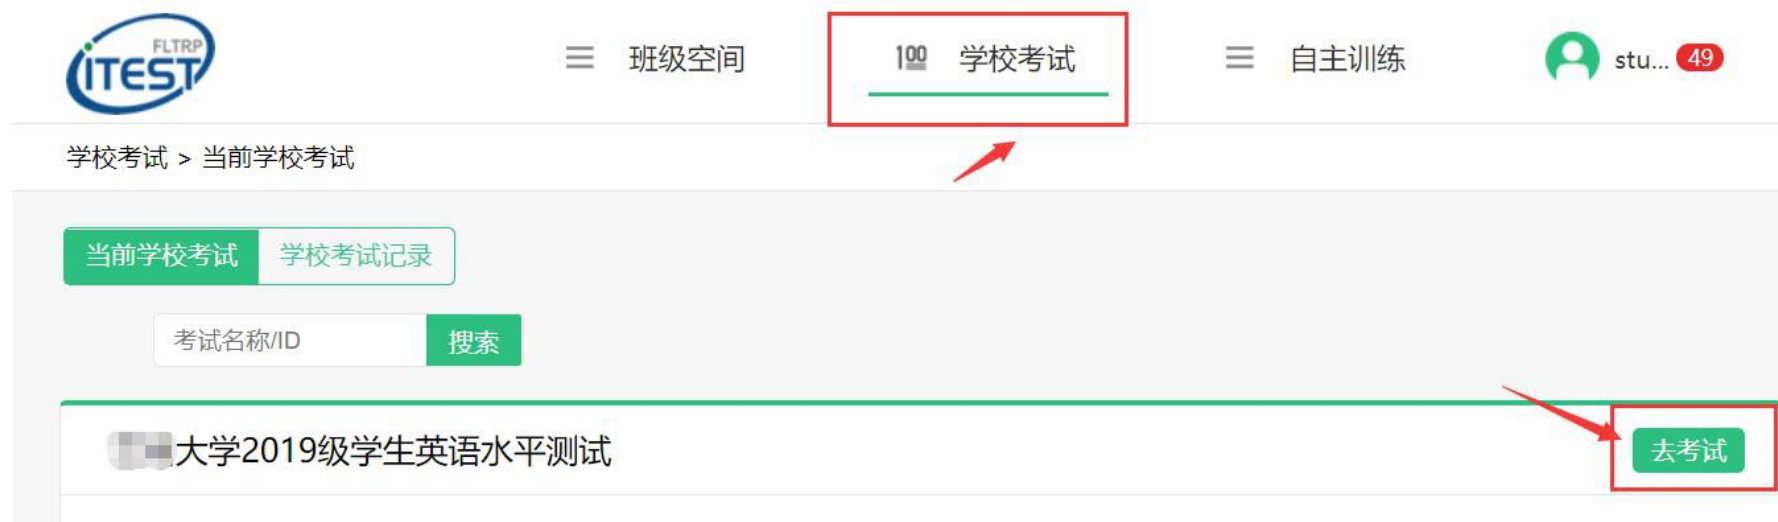 FLTRP
iTEST
班级空间
100 学校考试
自主训练
stu... 49
学校考试 > 当前学校考试
当前学校考试 学校考试记录
考试名称/ID 搜索
大学2019级学生英语水平测试 去考试